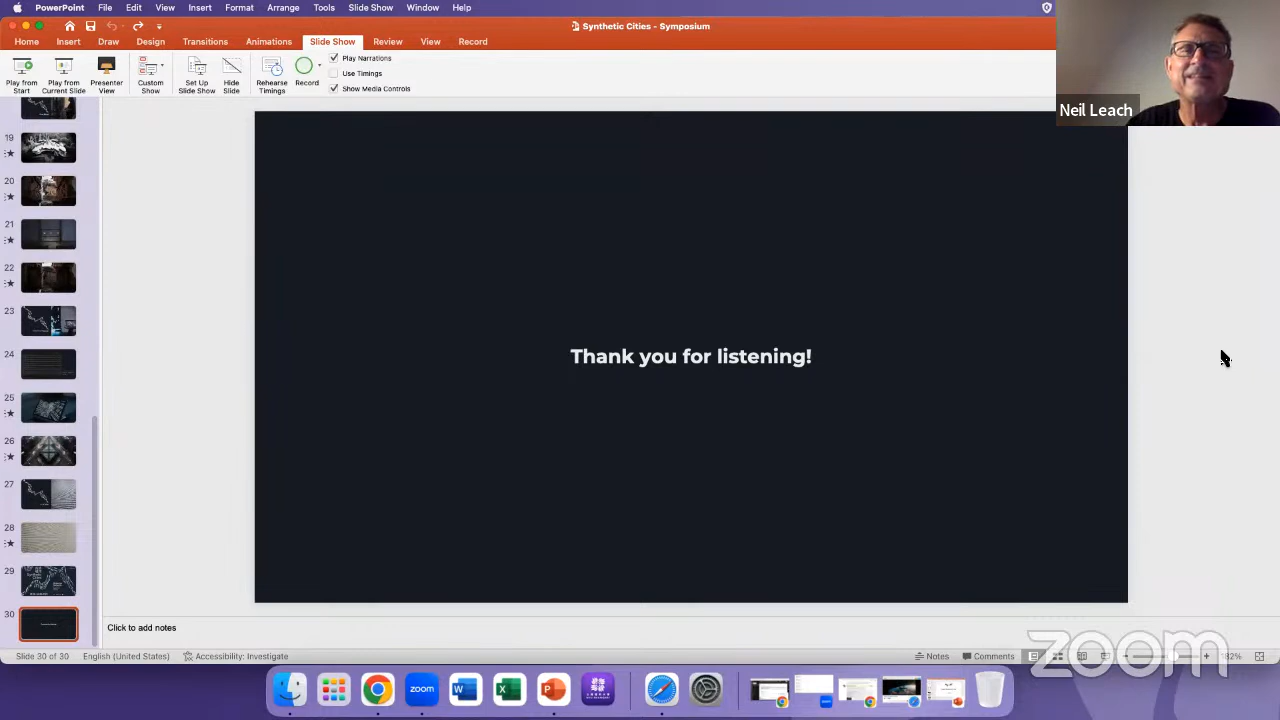 PowerPoint File Edit View Insert Format Arrange Tools Slide Show Window Help
Synthetic Cities - Symposium
Home Insert Draw Design Transitions Animations Slide Show Review View Record
Play from Start
Play from Current Slide
Presenter View
Custom Show
Set Up Slide Show
Hide Slide
Rehearse Timings
Record
Play Narrations
Use Timings
Show Media Controls
Neil Leach
19
20
21
22
23
24
25
26
27
28
29
30
Thank you for listening!
Click to add notes
Slide 30 of 30 English (United States) Accessibility: Investigate Notes Comments
zoom
zoom